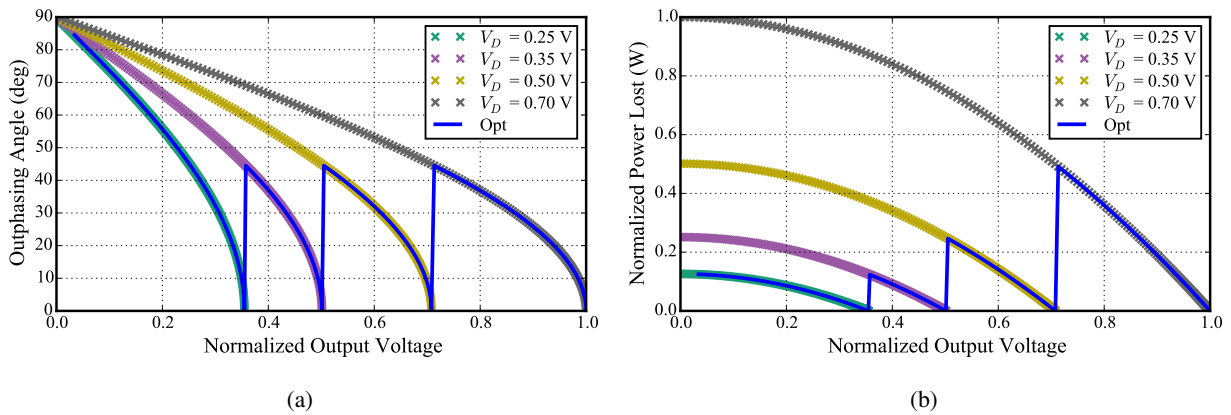 90
80
70
60
50
40
30
20
10
0
0.0 0.2 0.4 0.6 0.8 1.0
Outphasing Angle (deg)
Normalized Output Voltage
V_D = 0.25 V
V_D = 0.35 V
V_D = 0.50 V
V_D = 0.70 V
Opt
(a)
1.0
0.8
0.6
0.4
0.2
0.0
0.0 0.2 0.4 0.6 0.8 1.0
Normalized Power Lost (W)
Normalized Output Voltage
V_D = 0.25 V
V_D = 0.35 V
V_D = 0.50 V
V_D = 0.70 V
Opt
(b)